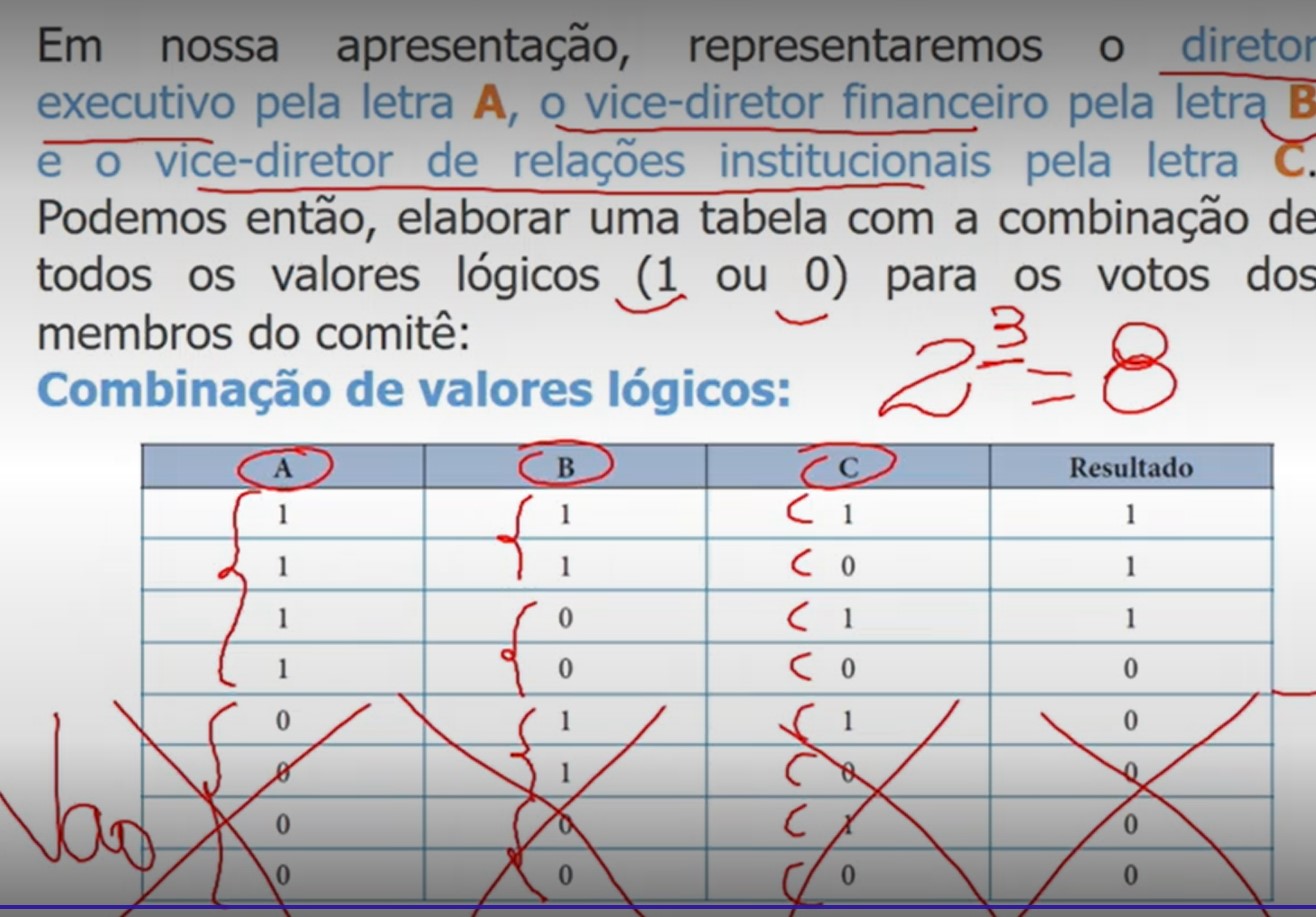 Em nossa apresentação, representaremos o diretor
executivo pela letra A, o vice-diretor financeiro pela letra B
e o vice-diretor de relações institucionais pela letra C.
Podemos então, elaborar uma tabela com a combinação de
todos os valores lógicos (1 ou 0) para os votos dos
membros do comitê:
2³ = 8
Combinação de valores lógicos:
A B C Resultado
1 1 1 1
1 1 0 1
1 0 1 1
1 0 0 0
0 1 1 0
0 1 0 0
0 0 1 0
0 0 0 0